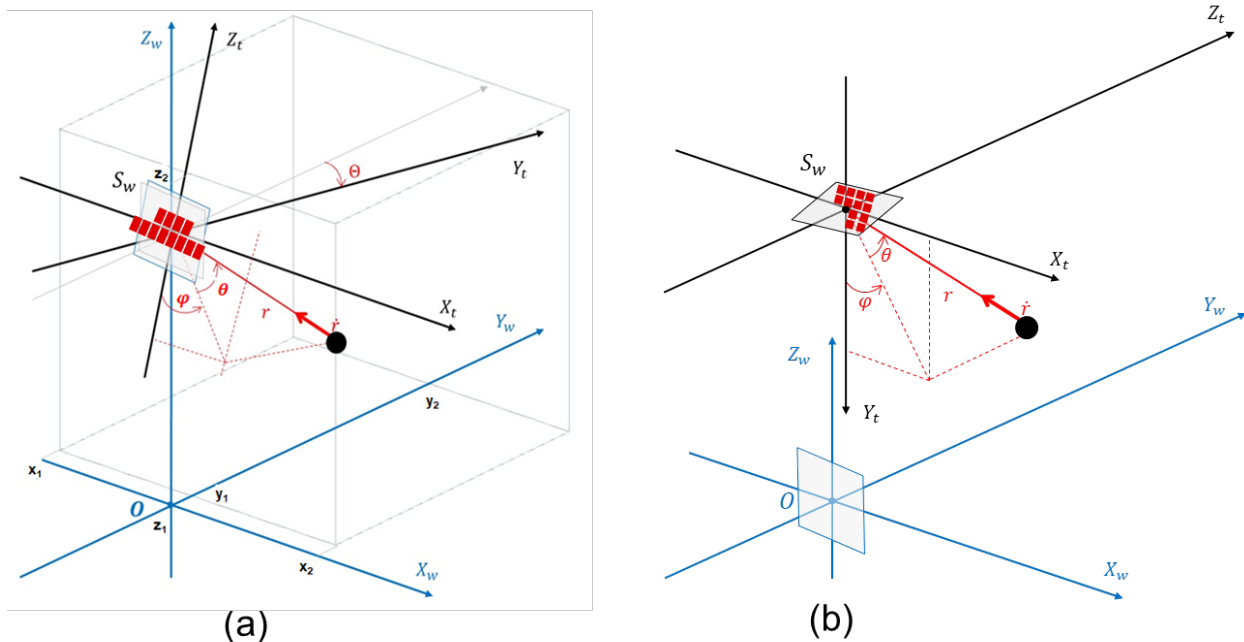 Z_w
Z_t
Θ
Y_t
z_2
S_w
θ
φ
r
ṙ
X_t
Y_w
y_2
x_1
y_1
O
z_1
x_2
X_w
(a)
Z_t
S_w
θ
X_t
φ
r
ṙ
Y_w
Z_w
Y_t
O
X_w
(b)